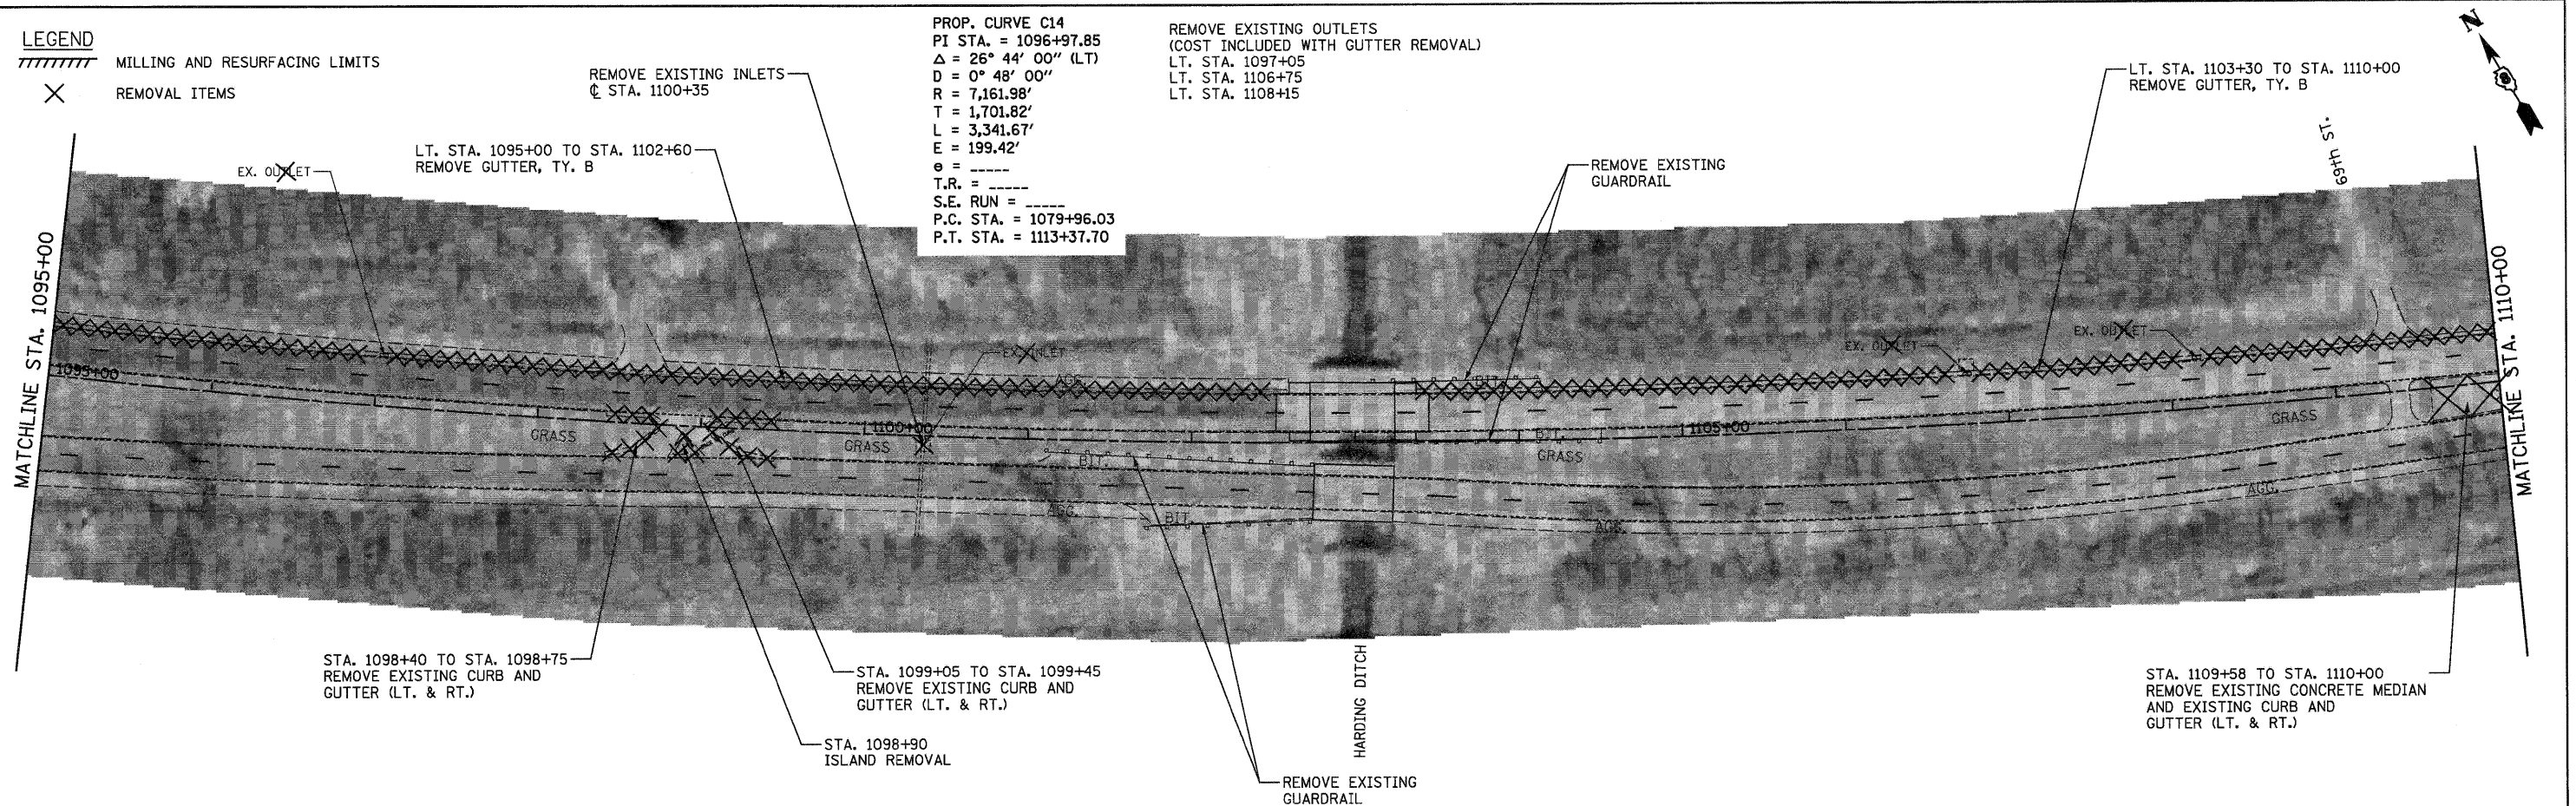 LEGEND
MILLING AND RESURFACING LIMITS
REMOVAL ITEMS
REMOVE EXISTING INLETS
℄ STA. 1100+35
LT. STA. 1095+00 TO STA. 1102+60
REMOVE GUTTER, TY. B
EX. OUTLET
PROP. CURVE C14
PI STA. = 1096+97.85
Δ = 26° 44' 00" (LT)
D = 0° 48' 00"
R = 7,161.98'
T = 1,701.82'
L = 3,341.67'
E = 199.42'
e = _____
T.R. = _____
S.E. RUN = _____
P.C. STA. = 1079+96.03
P.T. STA. = 1113+37.70
REMOVE EXISTING OUTLETS
(COST INCLUDED WITH GUTTER REMOVAL)
LT. STA. 1097+05
LT. STA. 1106+75
LT. STA. 1108+15
REMOVE EXISTING
GUARDRAIL
LT. STA. 1103+30 TO STA. 1110+00
REMOVE GUTTER, TY. B
N
69th ST.
MATCHLINE STA. 1095+00
MATCHLINE STA. 1110+00
EX. INLET
EX. OUTLET
EX. OUTLET
1095+00
AGG.
BIT.
GRASS
1100+00
GRASS
BIT.
BIT.
GRASS
1105+00
GRASS
AGG.
BIT.
AGG.
AGG.
STA. 1098+40 TO STA. 1098+75
REMOVE EXISTING CURB AND
GUTTER (LT. & RT.)
STA. 1099+05 TO STA. 1099+45
REMOVE EXISTING CURB AND
GUTTER (LT. & RT.)
STA. 1098+90
ISLAND REMOVAL
HARDING DITCH
REMOVE EXISTING
GUARDRAIL
STA. 1109+58 TO STA. 1110+00
REMOVE EXISTING CONCRETE MEDIAN
AND EXISTING CURB AND
GUTTER (LT. & RT.)